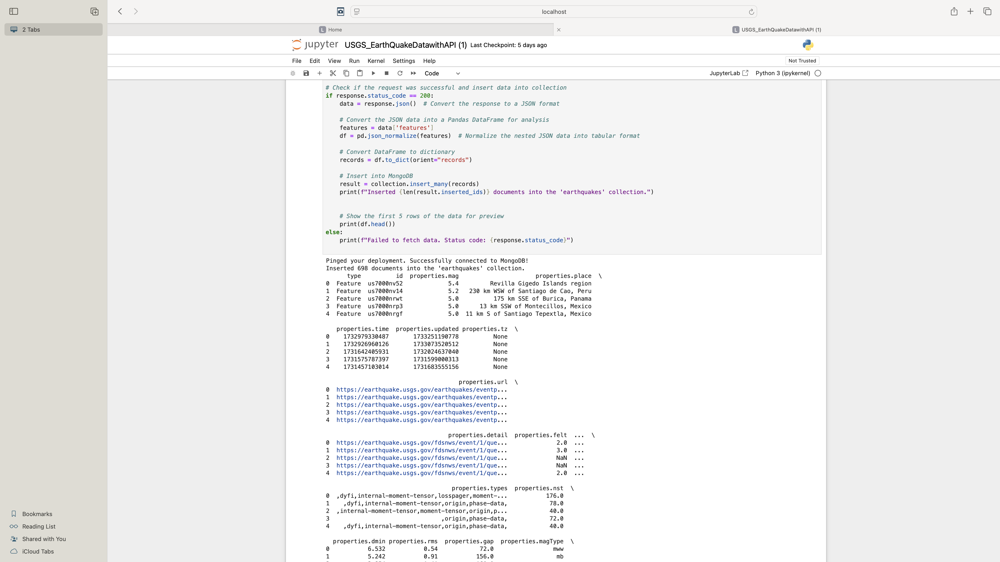 2 Tabs
localhost
Home
USGS_EarthQuakeDatawithAPI (1)
jupyter USGS_EarthQuakeDatawithAPI (1) Last Checkpoint: 5 days ago
File Edit View Run Kernel Settings Help
Not Trusted
Code
JupyterLab Python 3 (ipykernel)
# Check if the request was successful and insert data into collection
if response.status_code == 200:
    data = response.json()  # Convert the response to a JSON format
    # Convert the JSON data into a Pandas DataFrame for analysis
    features = data['features']
    df = pd.json_normalize(features)  # Normalize the nested JSON data into tabular format
    # Convert DataFrame to dictionary
    records = df.to_dict(orient="records")
    # Insert into MongoDB
    result = collection.insert_many(records)
    print(f"Inserted {len(result.inserted_ids)} documents into the 'earthquakes' collection.")
    # Show the first 5 rows of the data for preview
    print(df.head())
else:
    print(f"Failed to fetch data. Status code: {response.status_code}")
Pinged your deployment. Successfully connected to MongoDB!
Inserted 698 documents into the 'earthquakes' collection.
type id properties.mag properties.place \
0 Feature us7000nv52 5.4 Revilla Gigedo Islands region
1 Feature us7000nv14 5.2 230 km WSW of Santiago de Cao, Peru
2 Feature us7000nrwt 5.0 175 km SSE of Burica, Panama
3 Feature us7000nrp3 5.0 13 km SSW of Montecillos, Mexico
4 Feature us7000nrgf 5.0 11 km S of Santiago Tepextla, Mexico
properties.time properties.updated properties.tz \
0 1732979330487 1733251190778 None
1 1732926960126 1733073520512 None
2 1731642405931 1732024637040 None
3 1731575787397 1731599000313 None
4 1731457103014 1731683555156 None
properties.url \
0 https://earthquake.usgs.gov/earthquakes/eventp...
1 https://earthquake.usgs.gov/earthquakes/eventp...
2 https://earthquake.usgs.gov/earthquakes/eventp...
3 https://earthquake.usgs.gov/earthquakes/eventp...
4 https://earthquake.usgs.gov/earthquakes/eventp...
properties.detail properties.felt ... \
0 https://earthquake.usgs.gov/fdsnws/event/1/que... 2.0 ...
1 https://earthquake.usgs.gov/fdsnws/event/1/que... 3.0 ...
2 https://earthquake.usgs.gov/fdsnws/event/1/que... NaN ...
3 https://earthquake.usgs.gov/fdsnws/event/1/que... NaN ...
4 https://earthquake.usgs.gov/fdsnws/event/1/que... 2.0 ...
properties.types properties.nst \
0 ,dyfi,internal-moment-tensor,losspager,moment-... 176.0
1 ,dyfi,internal-moment-tensor,origin,phase-data, 78.0
2 ,internal-moment-tensor,moment-tensor,origin,p... 40.0
3 ,origin,phase-data, 72.0
4 ,dyfi,internal-moment-tensor,origin,phase-data, 40.0
properties.dmin properties.rms properties.gap properties.magType \
0 6.532 0.54 72.0 mww
1 5.242 0.91 156.0 mb
Bookmarks
Reading List
Shared with You
iCloud Tabs